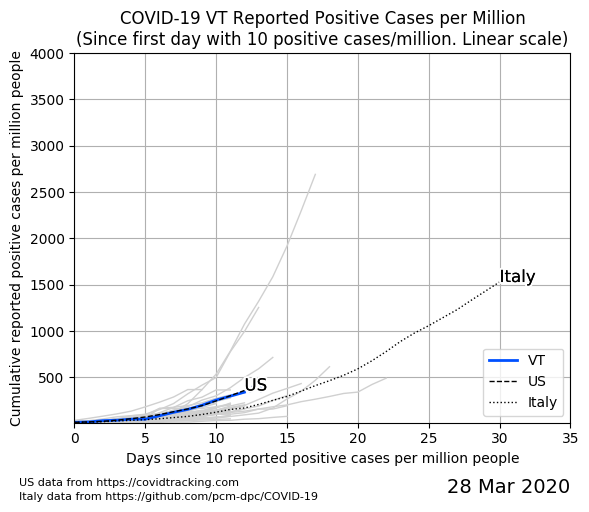 COVID-19 VT Reported Positive Cases per Million
(Since first day with 10 positive cases/million. Linear scale)
Cumulative reported positive cases per million people
4000
3500
3000
2500
2000
1500
1000
500
Italy
US
VT
US
Italy
0 5 10 15 20 25 30 35
Days since 10 reported positive cases per million people
US data from https://covidtracking.com
Italy data from https://github.com/pcm-dpc/COVID-19
28 Mar 2020